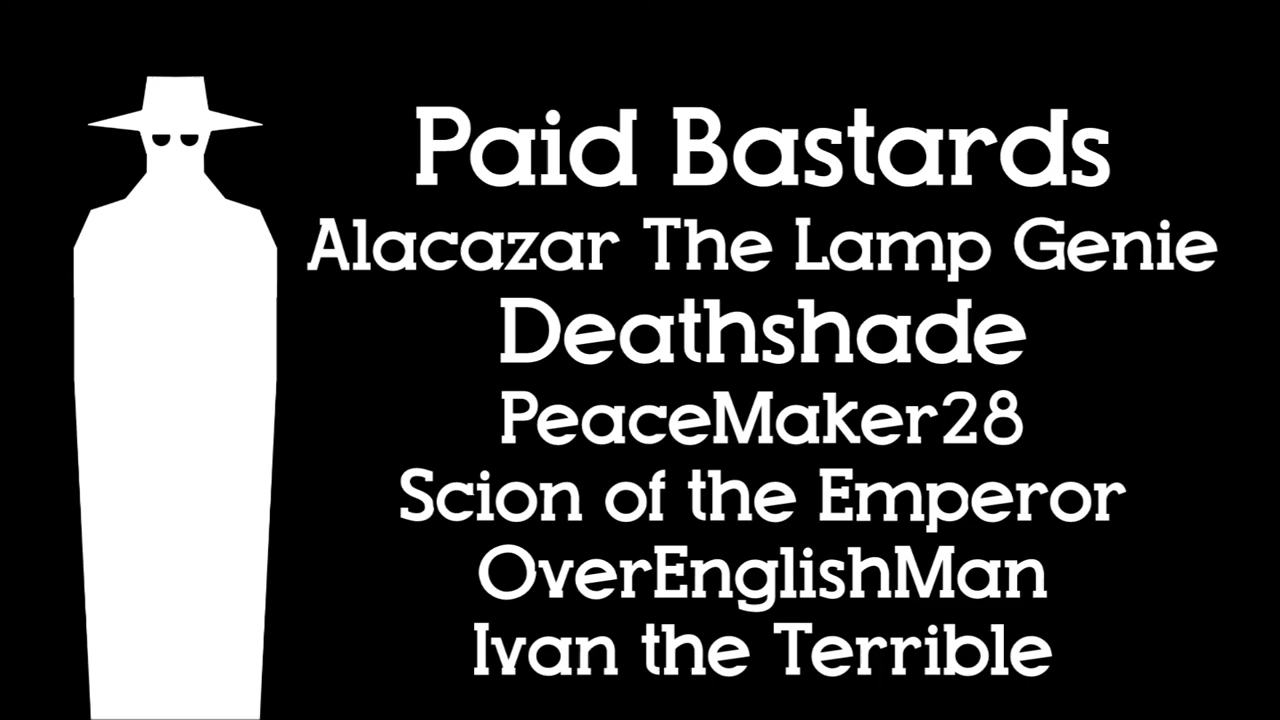 Paid Bastards
Alacazar The Lamp Genie
Deathshade
PeaceMaker28
Scion of the Emperor
OverEnglishMan
Ivan the Terrible